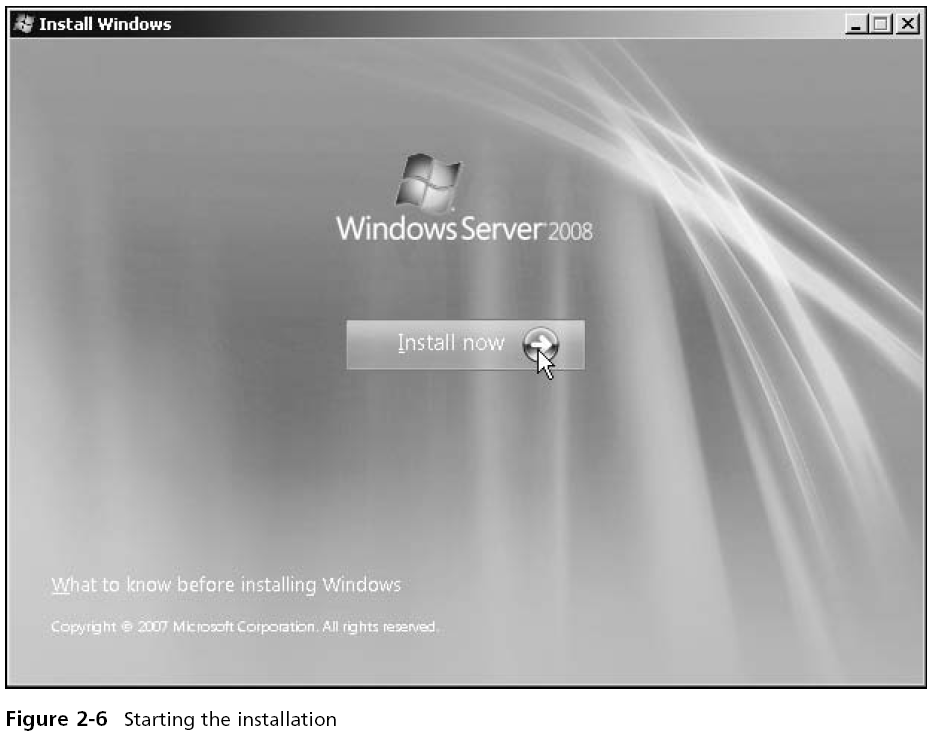 Install Windows
Windows Server 2008
Install now
What to know before installing Windows
Copyright © 2007 Microsoft Corporation. All rights reserved.
Figure 2-6 Starting the installation